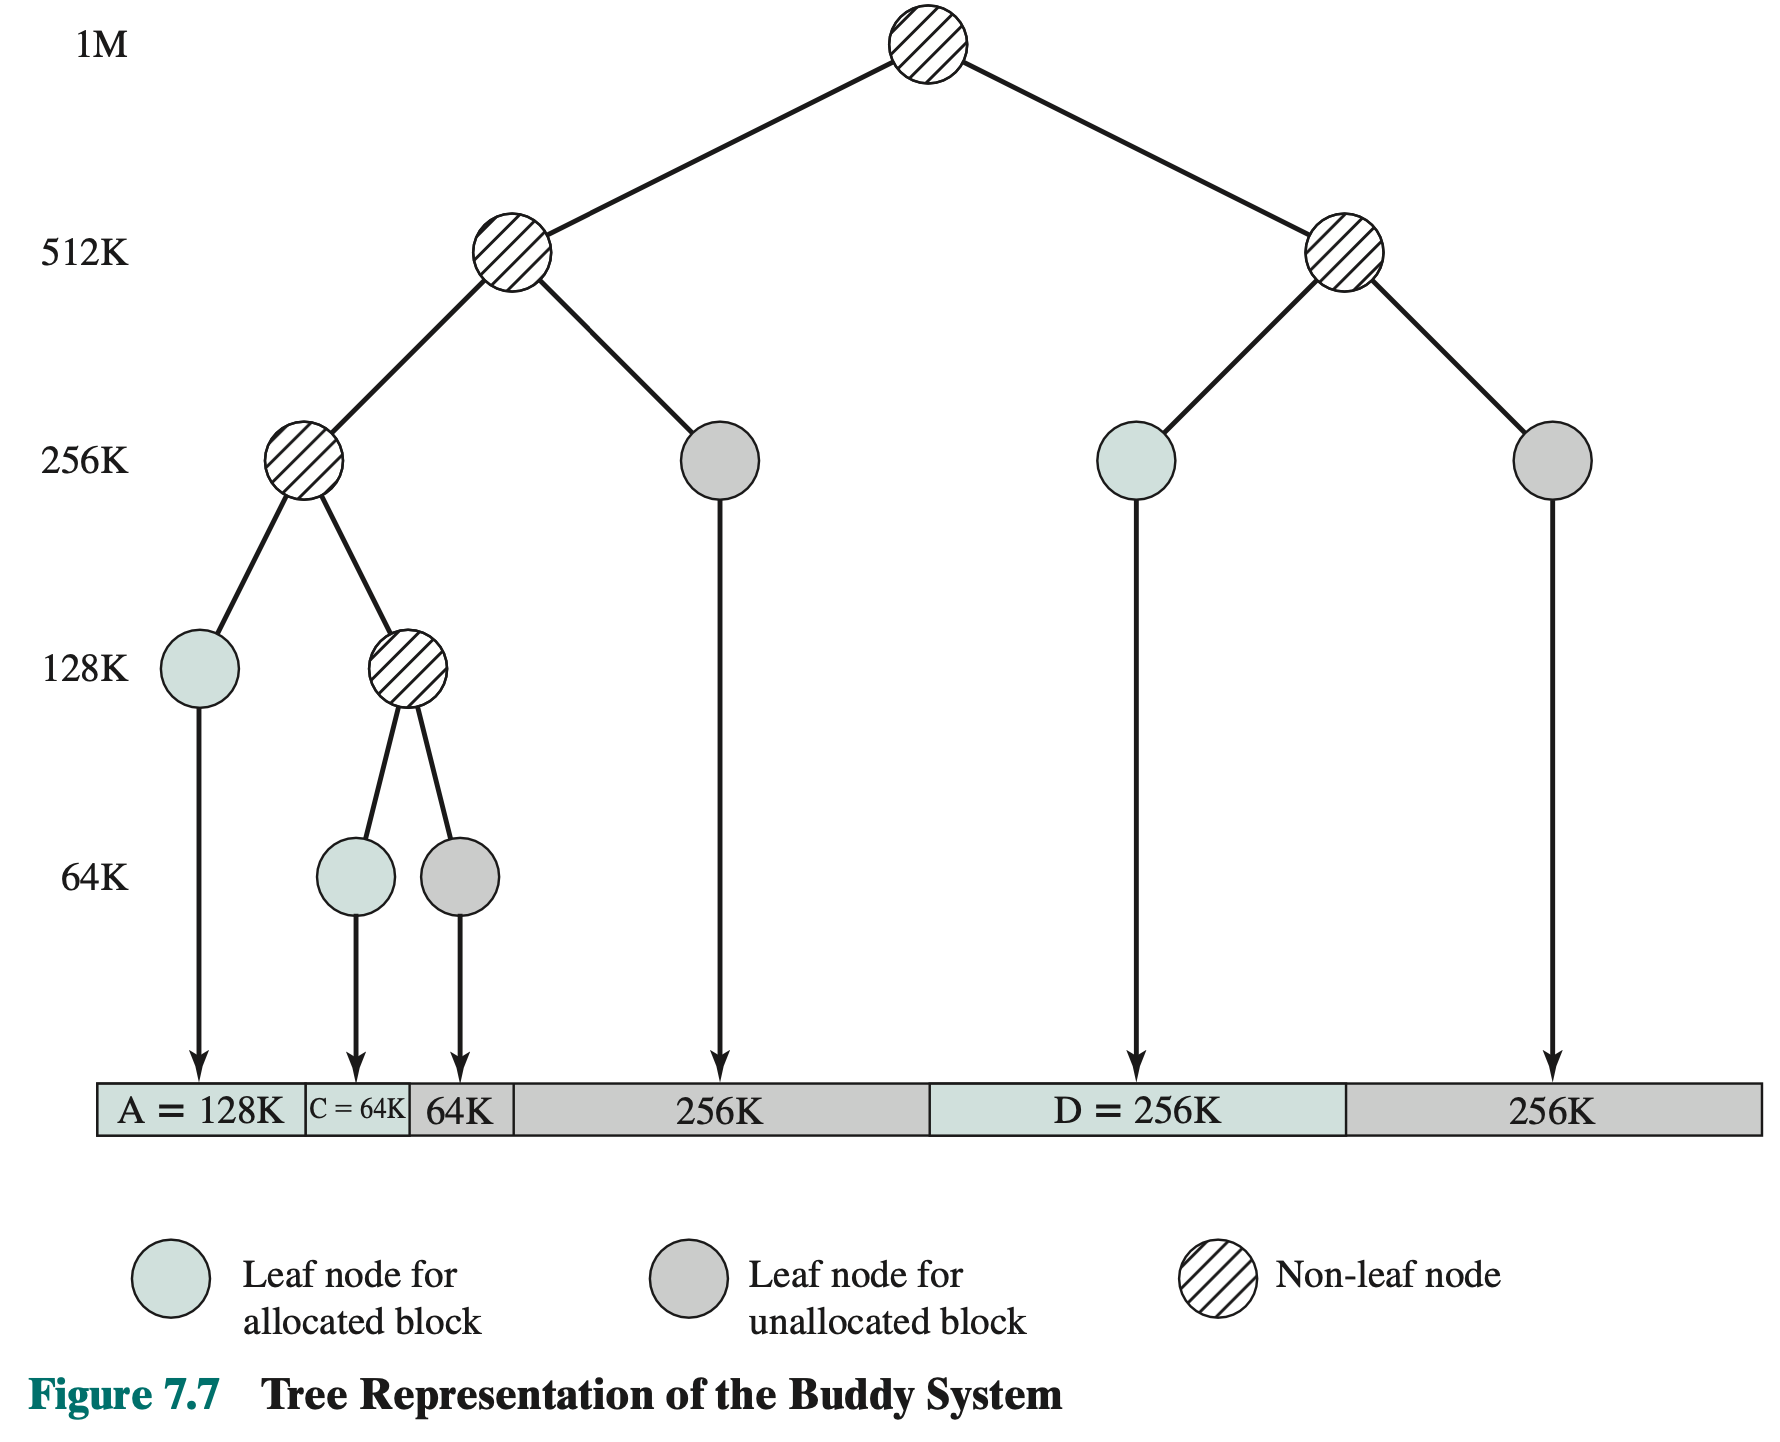 1M
512K
256K
128K
64K
A = 128K
C = 64K
64K
256K
D = 256K
256K
Leaf node for
allocated block
Leaf node for
unallocated block
Non-leaf node
Figure 7.7 Tree Representation of the Buddy System